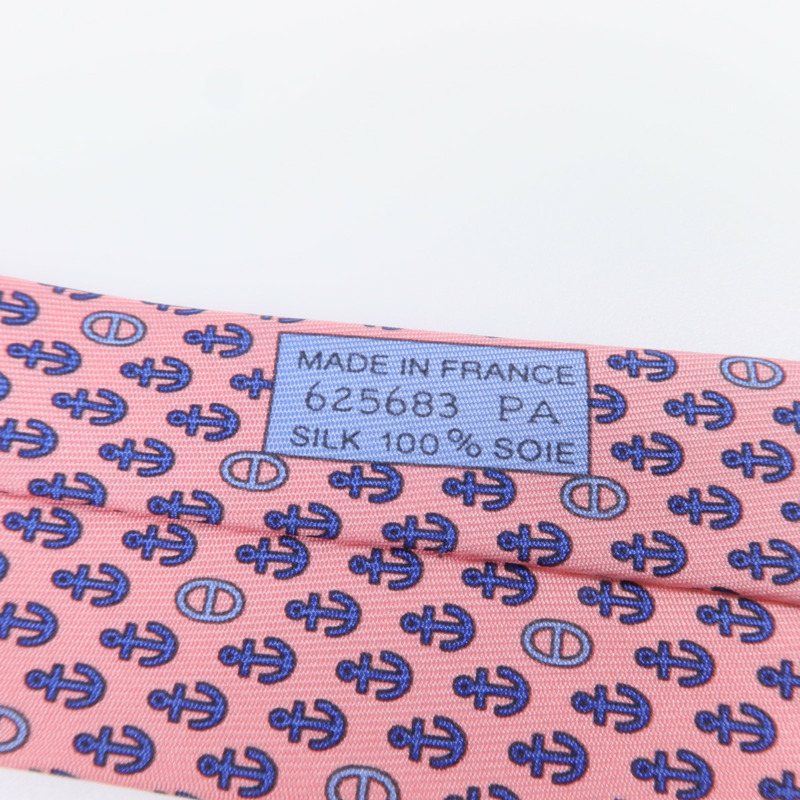 MADE IN FRANCE
625683 PA
SILK 100% SOIE